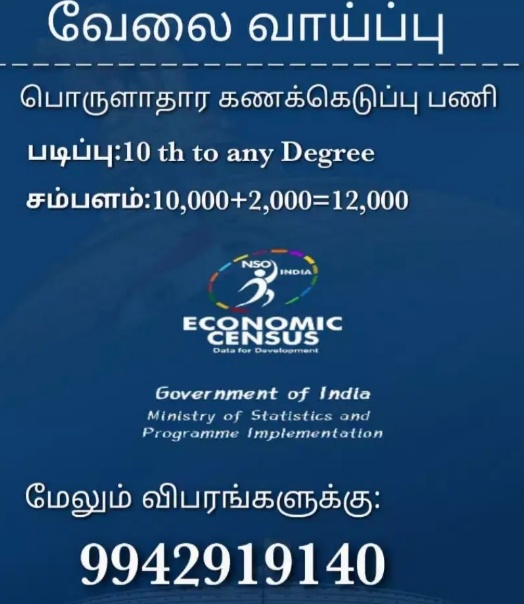 வேலை வாய்ப்பு
பொருளாதார கணக்கெடுப்பு பணி
படிப்பு:10 th to any Degree
சம்பளம்:10,000+2,000=12,000
NSO INDIA
ECONOMIC
CENSUS
Data for Development
Government of India
Ministry of Statistics and
Programme Implementation
மேலும் விபரங்களுக்கு:
9942919140